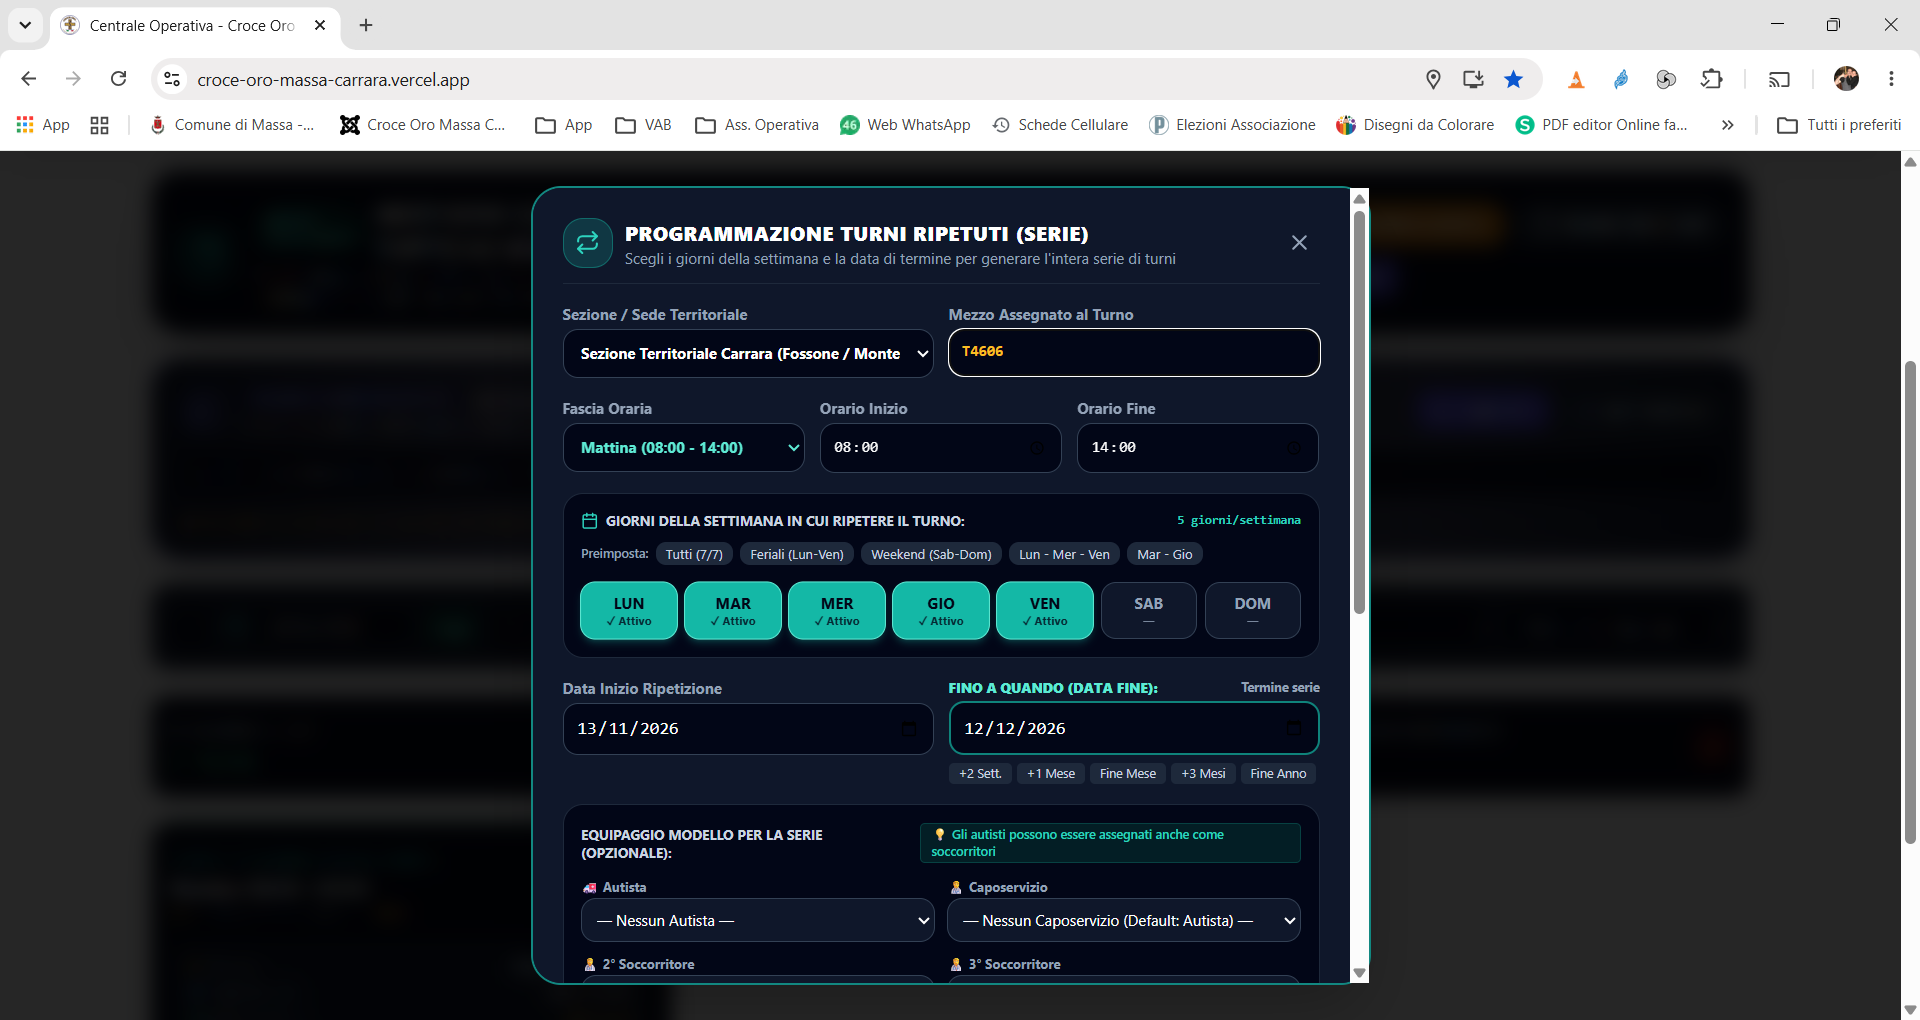 Centrale Operativa - Croce Oro
croce-oro-massa-carrara.vercel.app
App
Comune di Massa -...
Croce Oro Massa C...
App
VAB
Ass. Operativa
46 Web WhatsApp
Schede Cellulare
Elezioni Associazione
Disegni da Colorare
PDF editor Online fa...
Tutti i preferiti
PROGRAMMAZIONE TURNI RIPETUTI (SERIE)
Scegli i giorni della settimana e la data di termine per generare l'intera serie di turni
Sezione / Sede Territoriale
Mezzo Assegnato al Turno
Sezione Territoriale Carrara (Fossone / Monte
T4606
Fascia Oraria
Orario Inizio
Orario Fine
Mattina (08:00 - 14:00)
08:00
14:00
GIORNI DELLA SETTIMANA IN CUI RIPETERE IL TURNO:
5 giorni/settimana
Preimposta:
Tutti (7/7)
Feriali (Lun-Ven)
Weekend (Sab-Dom)
Lun - Mer - Ven
Mar - Gio
LUN
✓ Attivo
MAR
✓ Attivo
MER
✓ Attivo
GIO
✓ Attivo
VEN
✓ Attivo
SAB
—
DOM
—
Data Inizio Ripetizione
FINO A QUANDO (DATA FINE):
Termine serie
13/11/2026
12/12/2026
+2 Sett.
+1 Mese
Fine Mese
+3 Mesi
Fine Anno
EQUIPAGGIO MODELLO PER LA SERIE
(OPZIONALE):
Gli autisti possono essere assegnati anche come
soccorritori
Autista
Caposervizio
— Nessun Autista —
— Nessun Caposervizio (Default: Autista) —
2° Soccorritore
3° Soccorritore